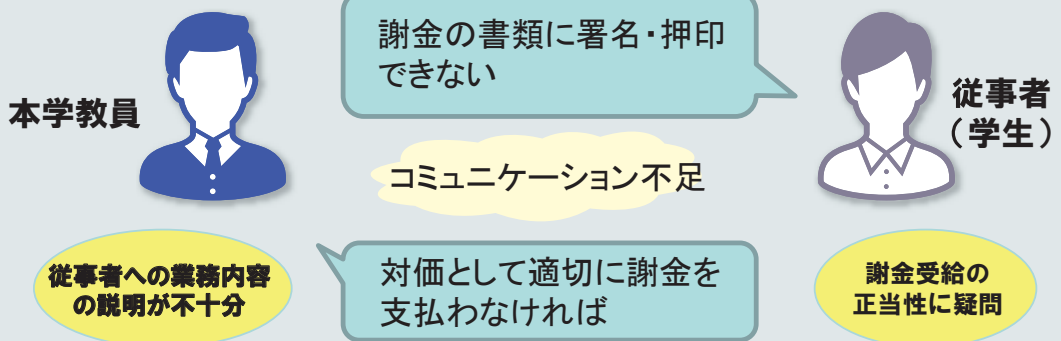 謝金の書類に署名・押印
できない
本学教員
従事者
(学生)
コミュニケーション不足
従事者への業務内容
の説明が不十分
対価として適切に謝金を
支払わなければ
謝金受給の
正当性に疑問